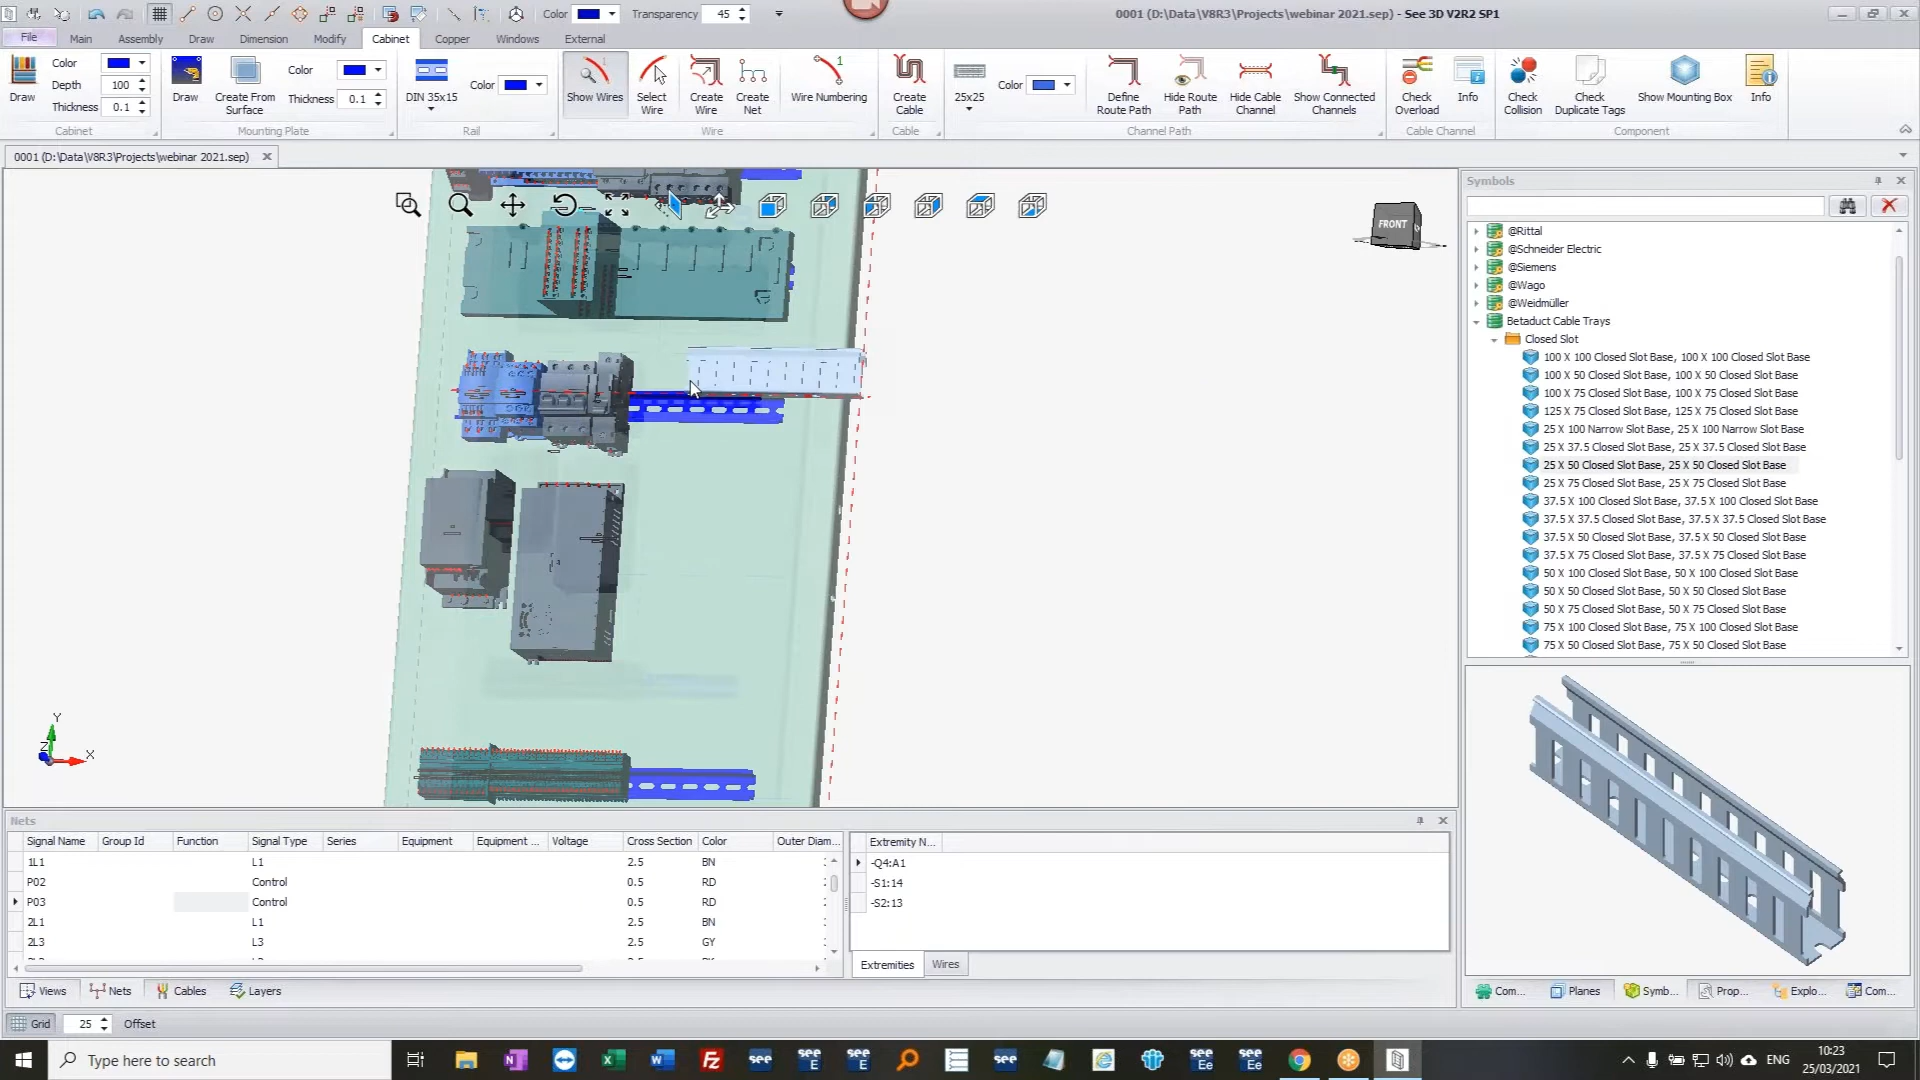 Color
Transparency 45
0001 (D:\Data\V8R3\Projects\webinar 2021.sep) - See 3D V2R2 SP1
File Main Assembly Draw Dimension Modify Cabinet Copper Windows External
Draw
Color
Depth 100
Thickness 0.1
Cabinet
Draw
Create From Surface
Color
Thickness 0.1
Mounting Plate
DIN 35x15
Color
Rail
Show Wires
Select Wire
Create Wire
Create Net
Wire Numbering
Wire
Create Cable
Cable
25x25
Color
Define Route Path
Hide Route Path
Hide Cable Channel
Show Connected Channels
Channel Path
Check Overload
Info
Cable Channel
Check Collision
Check Duplicate Tags
Show Mounting Box
Info
Component
0001 (D:\Data\V8R3\Projects\webinar 2021.sep)
FRONT
Y
Z
X
Symbols
@Rittal
@Schneider Electric
@Siemens
@Wago
@Weidmüller
Betaduct Cable Trays
Closed Slot
100 X 100 Closed Slot Base, 100 X 100 Closed Slot Base
100 X 50 Closed Slot Base, 100 X 50 Closed Slot Base
100 X 75 Closed Slot Base, 100 X 75 Closed Slot Base
125 X 75 Closed Slot Base, 125 X 75 Closed Slot Base
25 X 100 Narrow Slot Base, 25 X 100 Narrow Slot Base
25 X 37.5 Closed Slot Base, 25 X 37.5 Closed Slot Base
25 X 50 Closed Slot Base, 25 X 50 Closed Slot Base
25 X 75 Closed Slot Base, 25 X 75 Closed Slot Base
37.5 X 100 Closed Slot Base, 37.5 X 100 Closed Slot Base
37.5 X 37.5 Closed Slot Base, 37.5 X 37.5 Closed Slot Base
37.5 X 50 Closed Slot Base, 37.5 X 50 Closed Slot Base
37.5 X 75 Closed Slot Base, 37.5 X 75 Closed Slot Base
50 X 100 Closed Slot Base, 50 X 100 Closed Slot Base
50 X 50 Closed Slot Base, 50 X 50 Closed Slot Base
50 X 75 Closed Slot Base, 50 X 75 Closed Slot Base
75 X 100 Closed Slot Base, 75 X 100 Closed Slot Base
75 X 50 Closed Slot Base, 75 X 50 Closed Slot Base
Nets
Signal Name Group Id Function Signal Type Series Equipment Equipment ... Voltage Cross Section Color Outer Diam...
1L1 L1 2.5 BN
P02 Control 0.5 RD
P03 Control 0.5 RD
2L1 L1 2.5 BN
2L3 L3 2.5 GY
Extremity N...
-Q4:A1
-S1:14
-S2:13
Extremities Wires
Views Nets Cables Layers
Com... Planes Symb... Prop... Explo... Com...
Grid 25 Offset
Type here to search
see see E see E see see Ee see Ee
ENG
10:23
25/03/2021